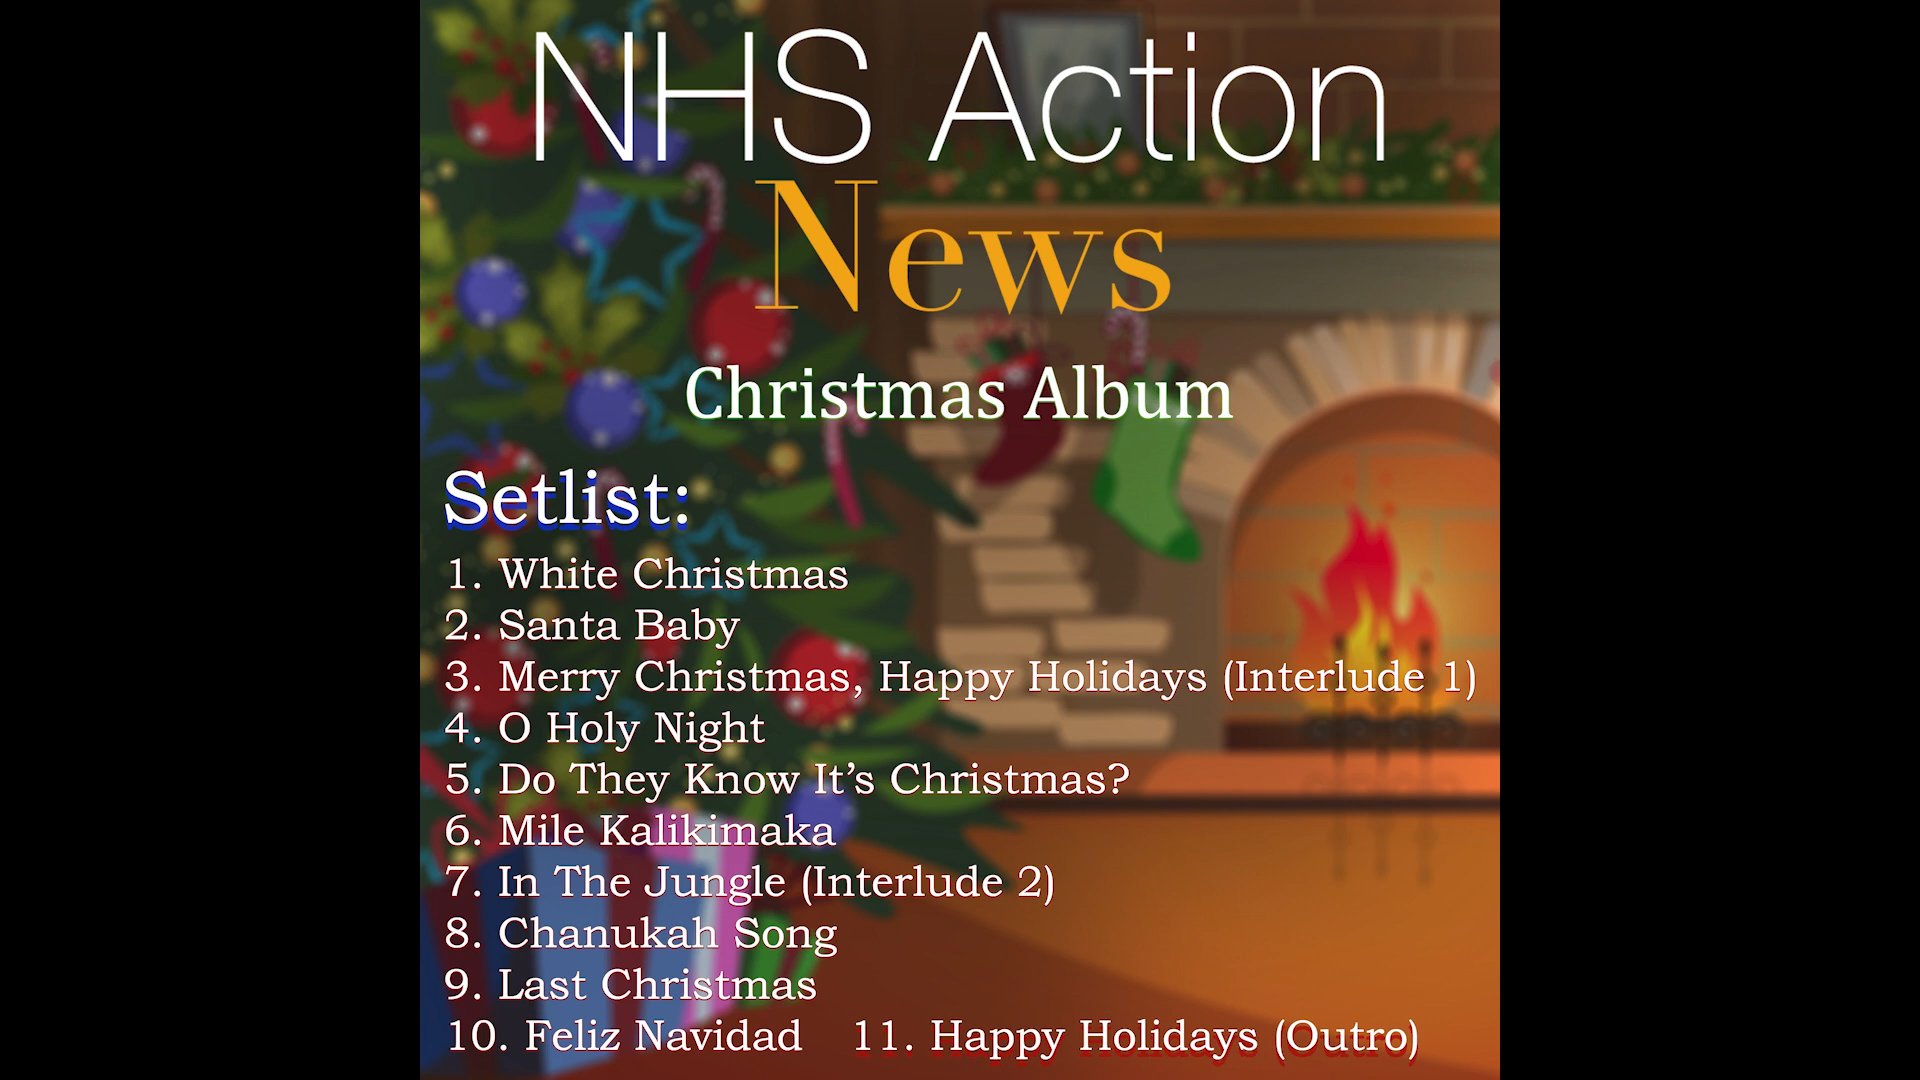 NHS Action
News
Christmas Album
Setlist:
1. White Christmas
2. Santa Baby
3. Merry Christmas, Happy Holidays (Interlude 1)
4. O Holy Night
5. Do They Know It’s Christmas?
6. Mile Kalikimaka
7. In The Jungle (Interlude 2)
8. Chanukah Song
9. Last Christmas
10. Feliz Navidad 11. Happy Holidays (Outro)